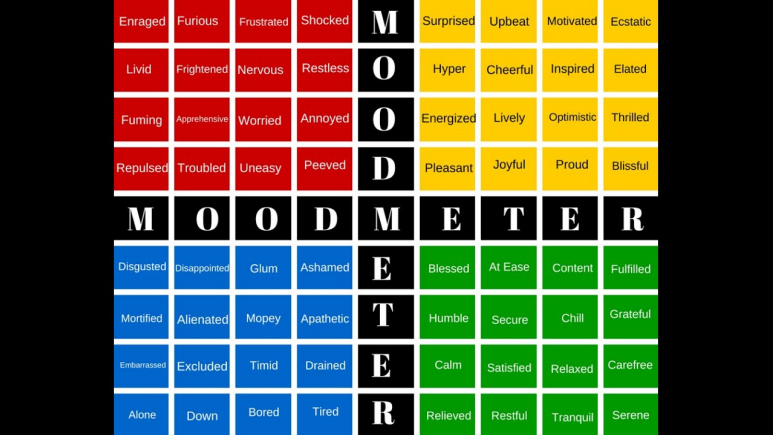 Enraged Furious Frustrated Shocked M Surprised Upbeat Motivated Ecstatic
Livid Frightened Nervous Restless O Hyper Cheerful Inspired Elated
Fuming Apprehensive Worried Annoyed O Energized Lively Optimistic Thrilled
Repulsed Troubled Uneasy Peeved D Pleasant Joyful Proud Blissful
M O O D M E T E R
Disgusted Disappointed Glum Ashamed E Blessed At Ease Content Fulfilled
Mortified Alienated Mopey Apathetic T Humble Secure Chill Grateful
Embarrassed Excluded Timid Drained E Calm Satisfied Relaxed Carefree
Alone Down Bored Tired R Relieved Restful Tranquil Serene